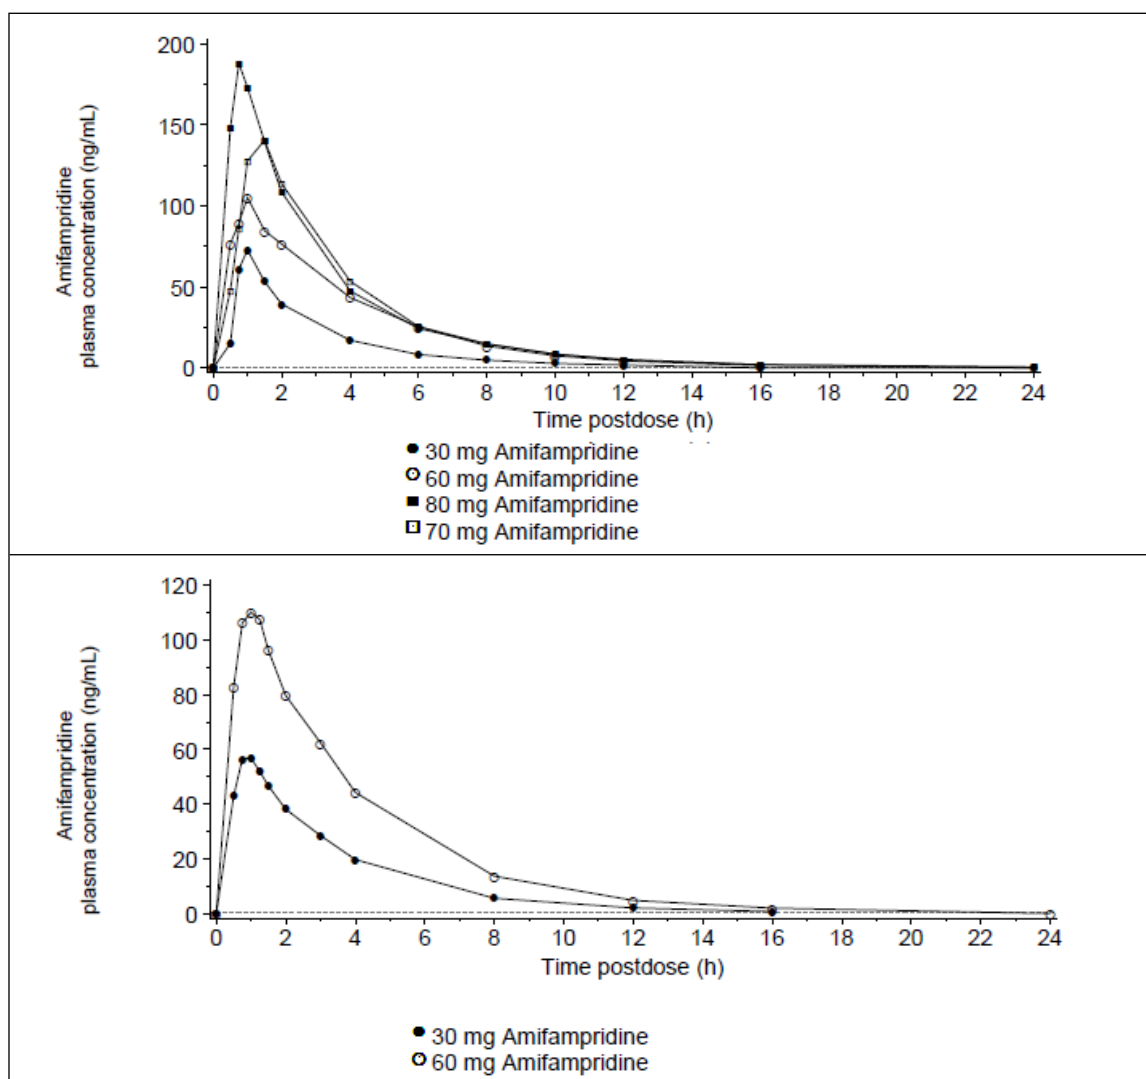 200
150
100
50
0
Amifampridine
plasma concentration (ng/mL)
0 2 4 6 8 10 12 14 16 18 20 22 24
Time postdose (h)
30 mg Amifampridine
60 mg Amifampridine
80 mg Amifampridine
70 mg Amifampridine
120
100
80
60
40
20
0
Amifampridine
plasma concentration (ng/mL)
0 2 4 6 8 10 12 14 16 18 20 22 24
Time postdose (h)
30 mg Amifampridine
60 mg Amifampridine